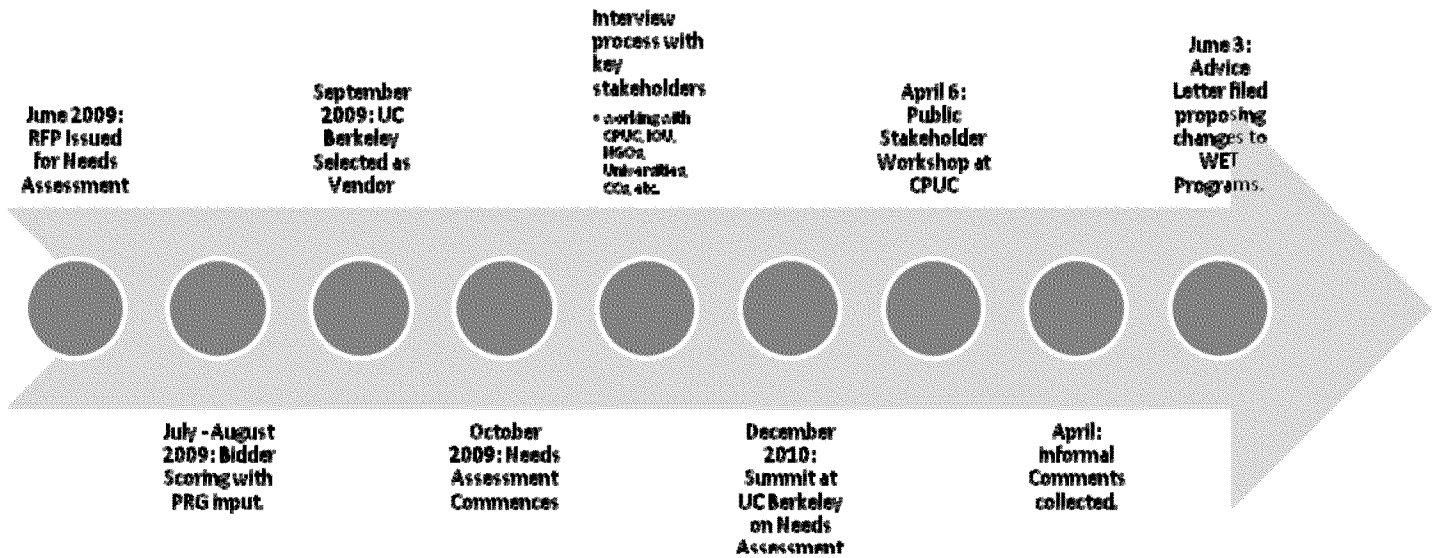 June 2009:
RFP Issued
for Needs
Assessment
July - August
2009: Bidder
Scoring with
PRG input.
September
2009: UC
Berkeley
Selected as
Vendor
October
2009: Needs
Assessment
Commences
Interview
process with
key
stakeholders
• working with
CPUC, IOU,
NGOs,
Universities,
CCs, etc.
December
2010:
Summit at
UC Berkeley
on Needs
Assessment
April 6:
Public
Stakeholder
Workshop at
CPUC
April:
Informal
Comments
collected.
June 3:
Advice
Letter filed
proposing
changes to
WET
Programs.